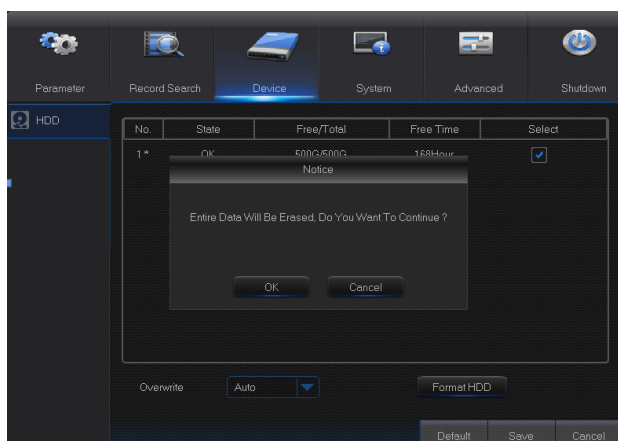 Parameter Record Search Device System Advanced Shutdown
HDD
No. State Free/Total Free Time Select
1* OK 500G/500G 168Hour
Notice
Entire Data Will Be Erased, Do You Want To Continue ?
OK Cancel
Overwrite Auto Format HDD
Default Save Cancel